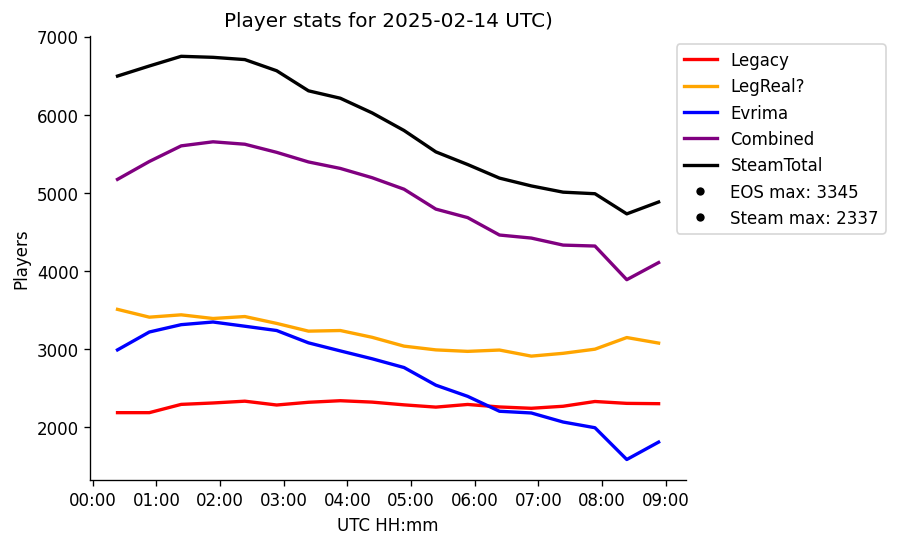 Player stats for 2025-02-14 UTC)
7000
6000
5000
4000
3000
2000
Players
00:00 01:00 02:00 03:00 04:00 05:00 06:00 07:00 08:00 09:00
UTC HH:mm
Legacy
LegReal?
Evrima
Combined
SteamTotal
EOS max: 3345
Steam max: 2337